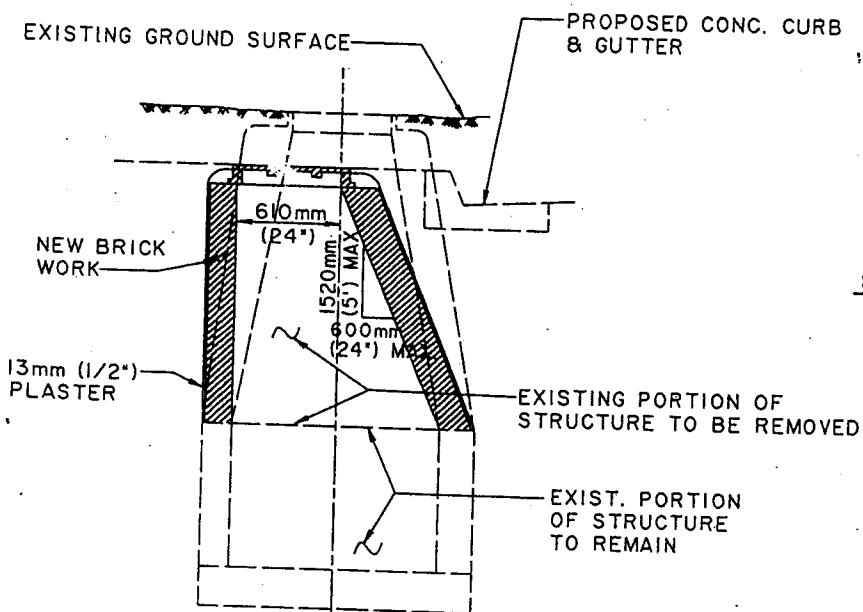 EXISTING GROUND SURFACE
PROPOSED CONC. CURB
& GUTTER
610mm
(24")
NEW BRICK
WORK
1520mm
(5') MAX
600mm
(24") MAX.
13mm (1/2")
PLASTER
EXISTING PORTION OF
STRUCTURE TO BE REMOVED
EXIST. PORTION
OF STRUCTURE
TO REMAIN